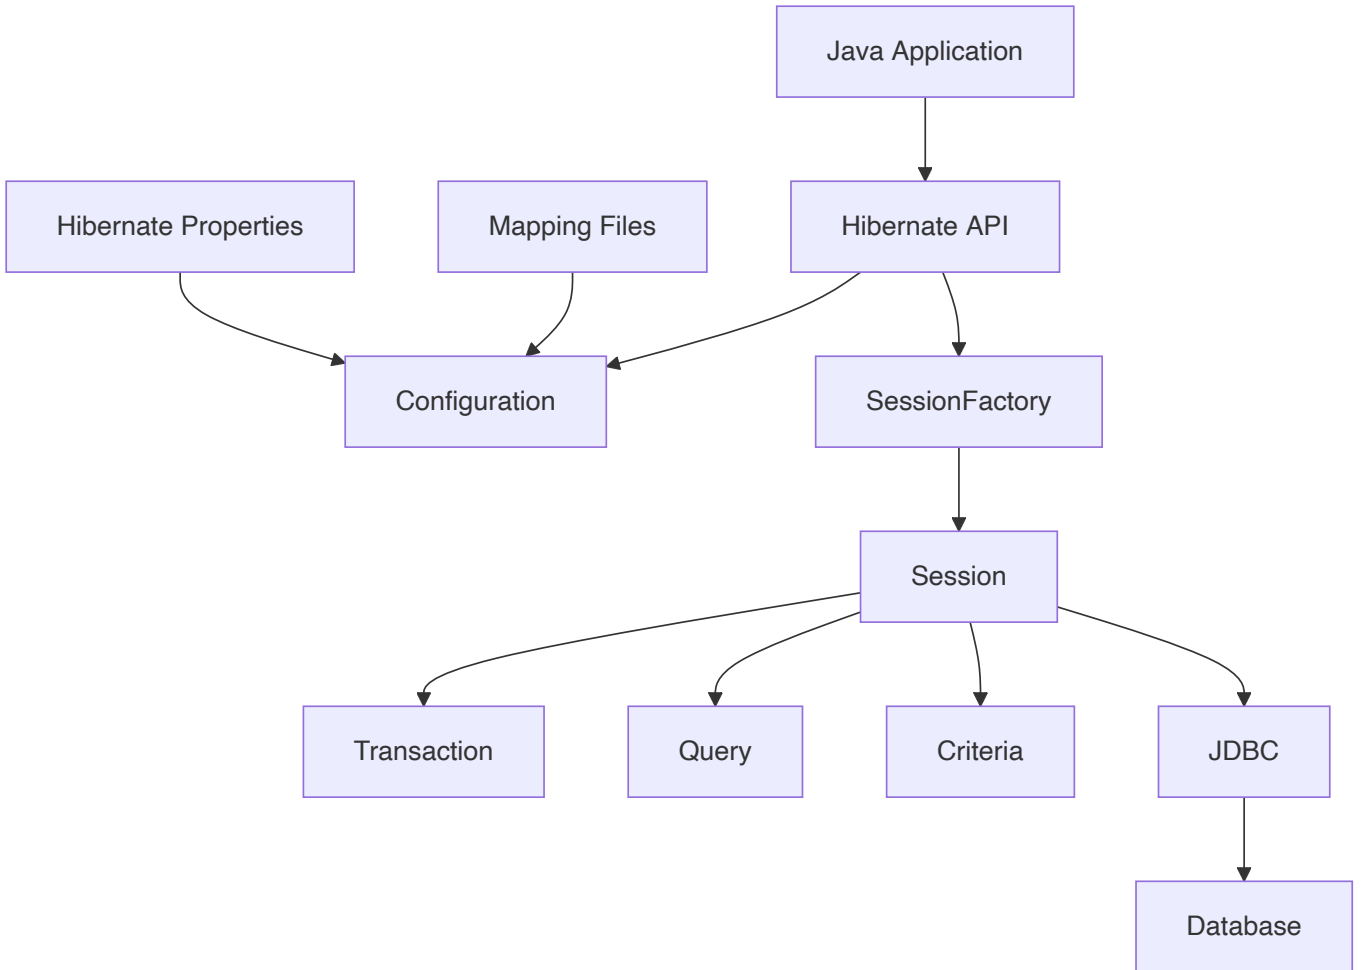 Java Application
Hibernate Properties
Mapping Files
Hibernate API
Configuration
SessionFactory
Session
Transaction
Query
Criteria
JDBC
Database